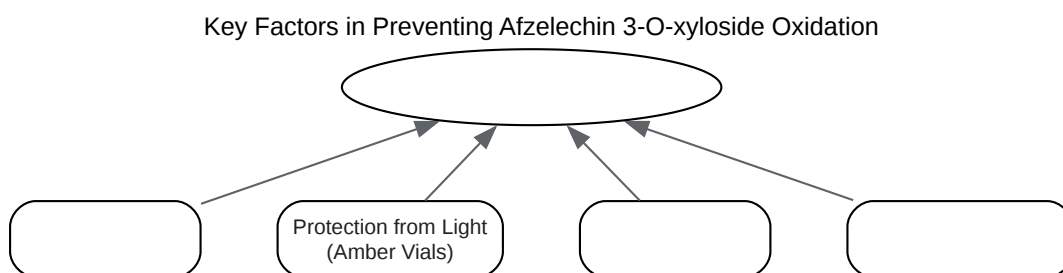 Key Factors in Preventing Afzelechin 3-O-xyloside Oxidation
Protection from Light
(Amber Vials)